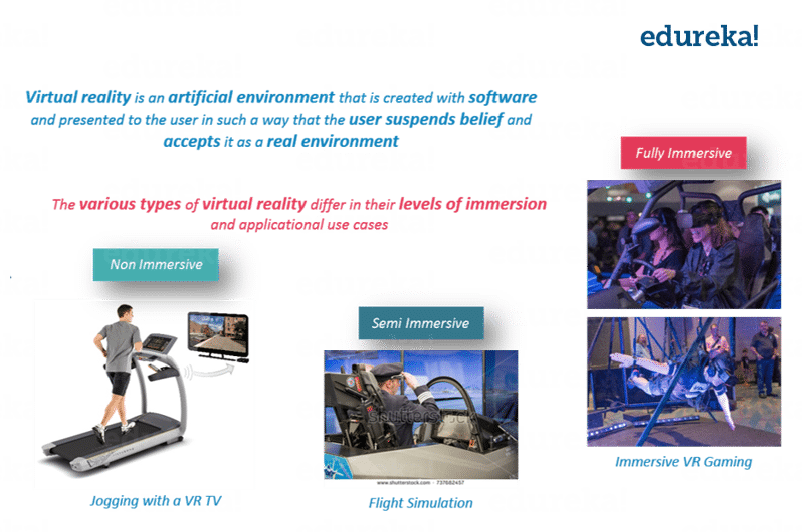 edureka!
Virtual reality is an artificial environment that is created with software
and presented to the user in such a way that the user suspends belief and
accepts it as a real environment
Fully Immersive
The various types of virtual reality differ in their levels of immersion
and applicational use cases
Non Immersive
Semi Immersive
shutterstock
www.shutterstock.com · 737682457
Immersive VR Gaming
Jogging with a VR TV
Flight Simulation